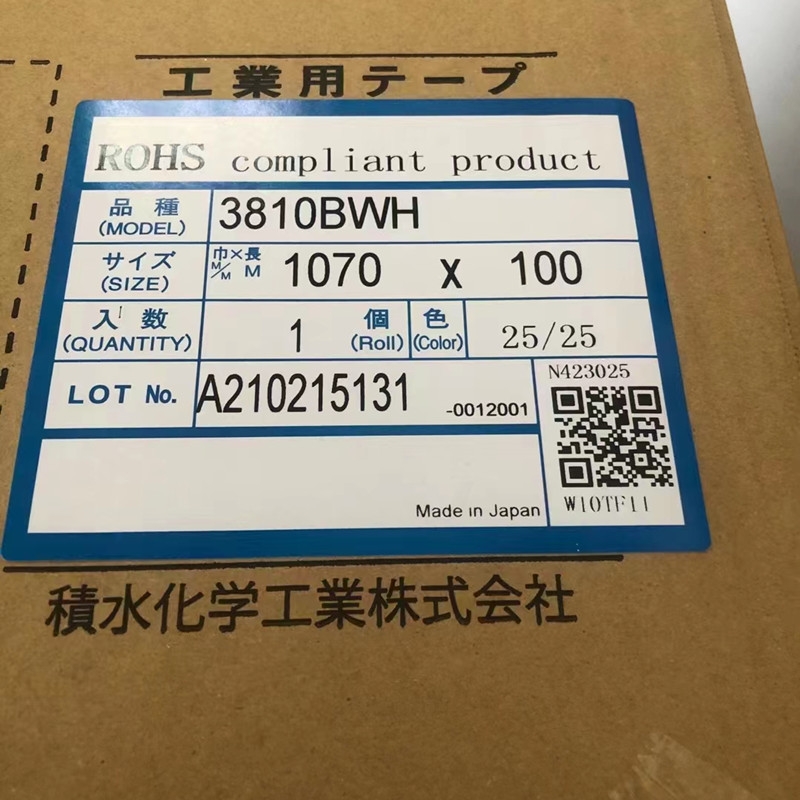 工業用テープ
ROHS compliant product
品種 (MODEL) 3810BWH
サイズ (SIZE) 巾×長 M/M M 1070 X 100
入数 (QUANTITY) 1 個 (Roll) 色 (Color) 25/25
LOT No. A210215131 -0012001
N423025
W10TF11
Made in Japan
積水化学工業株式会社